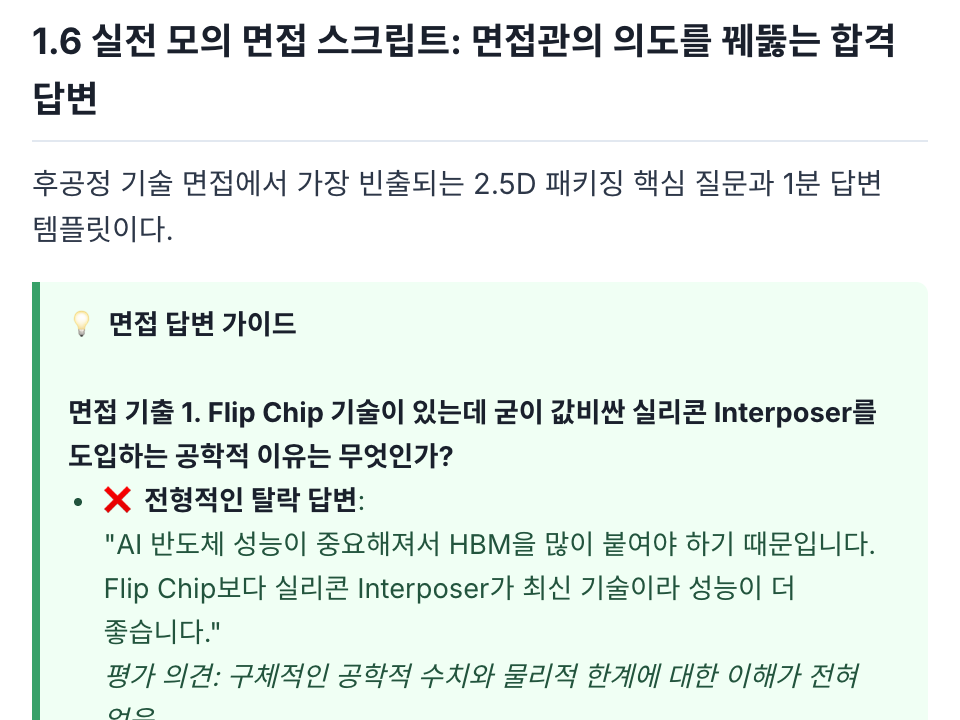 1.6 실전 모의 면접 스크립트: 면접관의 의도를 꿰뚫는 합격
답변
후공정 기술 면접에서 가장 빈출되는 2.5D 패키징 핵심 질문과 1분 답변
템플릿이다.
💡 면접 답변 가이드
면접 기출 1. Flip Chip 기술이 있는데 굳이 값비싼 실리콘 Interposer를
도입하는 공학적 이유는 무엇인가?
• ❌ 전형적인 탈락 답변:
"AI 반도체 성능이 중요해져서 HBM을 많이 붙여야 하기 때문입니다.
Flip Chip보다 실리콘 Interposer가 최신 기술이라 성능이 더
좋습니다."
평가 의견: 구체적인 공학적 수치와 물리적 한계에 대한 이해가 전혀